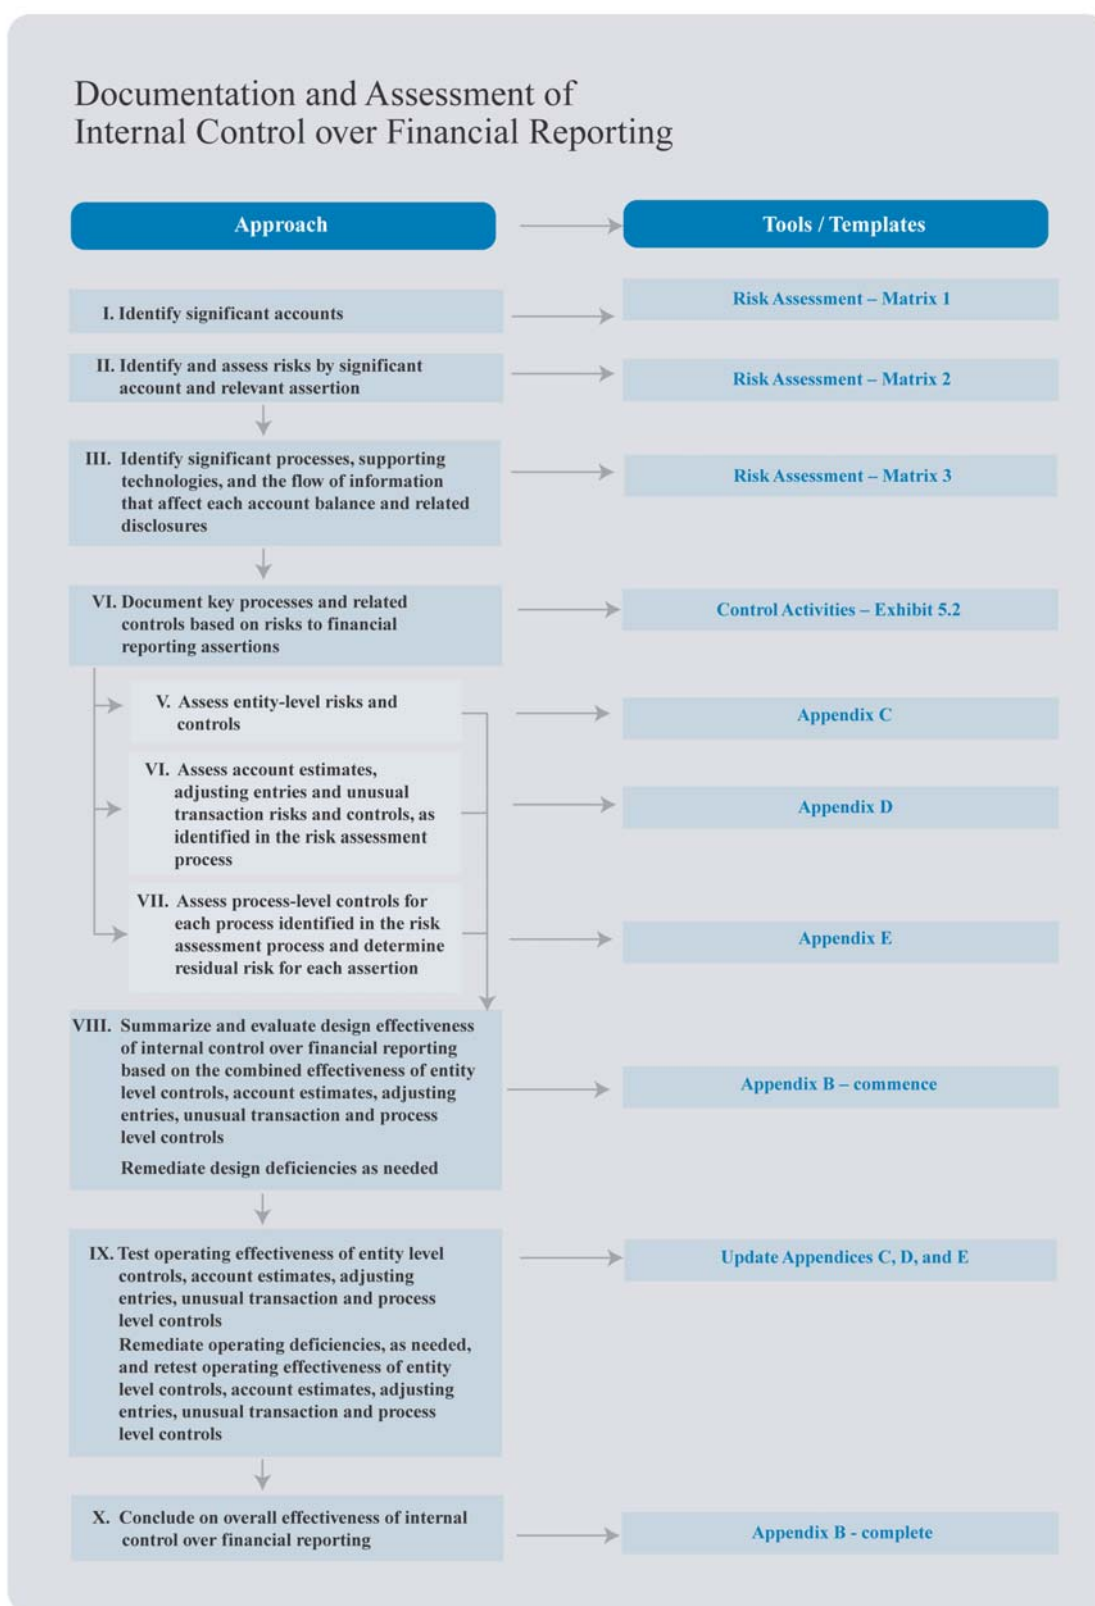 Documentation and Assessment of
Internal Control over Financial Reporting
Approach
Tools / Templates
I. Identify significant accounts
Risk Assessment – Matrix 1
II. Identify and assess risks by significant
account and relevant assertion
Risk Assessment – Matrix 2
III. Identify significant processes, supporting
technologies, and the flow of information
that affect each account balance and related
disclosures
Risk Assessment – Matrix 3
VI. Document key processes and related
controls based on risks to financial
reporting assertions
Control Activities – Exhibit 5.2
V. Assess entity-level risks and
controls
Appendix C
VI. Assess account estimates,
adjusting entries and unusual
transaction risks and controls, as
identified in the risk assessment
process
Appendix D
VII. Assess process-level controls for
each process identified in the risk
assessment process and determine
residual risk for each assertion
Appendix E
VIII. Summarize and evaluate design effectiveness
of internal control over financial reporting
based on the combined effectiveness of entity
level controls, account estimates, adjusting
entries, unusual transaction and process
level controls
Remediate design deficiencies as needed
Appendix B – commence
IX. Test operating effectiveness of entity level
controls, account estimates, adjusting
entries, unusual transaction and process
level controls
Remediate operating deficiencies, as needed,
and retest operating effectiveness of entity
level controls, account estimates, adjusting
entries, unusual transaction and process
level controls
Update Appendices C, D, and E
X. Conclude on overall effectiveness of internal
control over financial reporting
Appendix B - complete